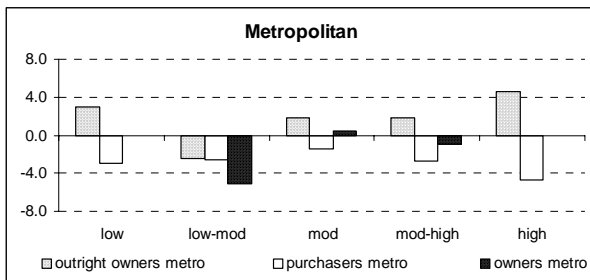 Metropolitan
8.0
4.0
0.0
-4.0
-8.0
low low-mod mod mod-high high
outright owners metro purchasers metro owners metro